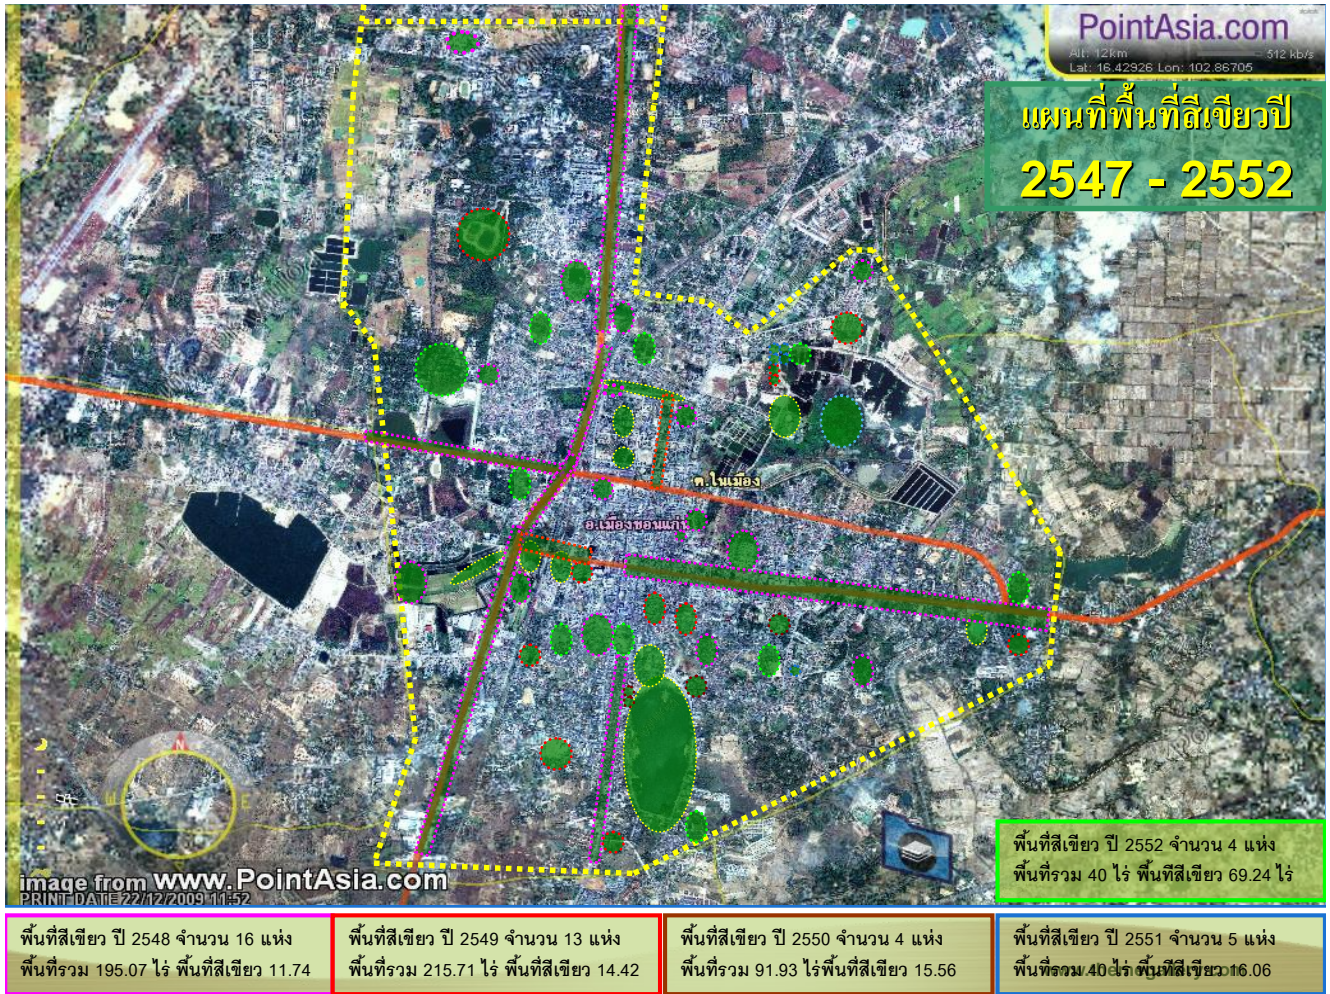 PointAsia.com
Alt: 12km 512 kb/s
Lat: 16.42926 Lon: 102.86705
แผนที่พื้นที่สีเขียวปี
2547 - 2552
ต.ในเมือง
อ.เมืองขอนแก่น
N
W E
image from www.PointAsia.com
PRINT DATE 22/12/2009 11:52
พื้นที่สีเขียว ปี 2552 จำนวน 4 แห่ง
พื้นที่รวม 40 ไร่ พื้นที่สีเขียว 69.24 ไร่
พื้นที่สีเขียว ปี 2548 จำนวน 16 แห่ง
พื้นที่รวม 195.07 ไร่ พื้นที่สีเขียว 11.74
พื้นที่สีเขียว ปี 2549 จำนวน 13 แห่ง
พื้นที่รวม 215.71 ไร่ พื้นที่สีเขียว 14.42
พื้นที่สีเขียว ปี 2550 จำนวน 4 แห่ง
พื้นที่รวม 91.93 ไร่พื้นที่สีเขียว 15.56
พื้นที่สีเขียว ปี 2551 จำนวน 5 แห่ง
พื้นที่รวม 40 ไร่ พื้นที่สีเขียว 16.06